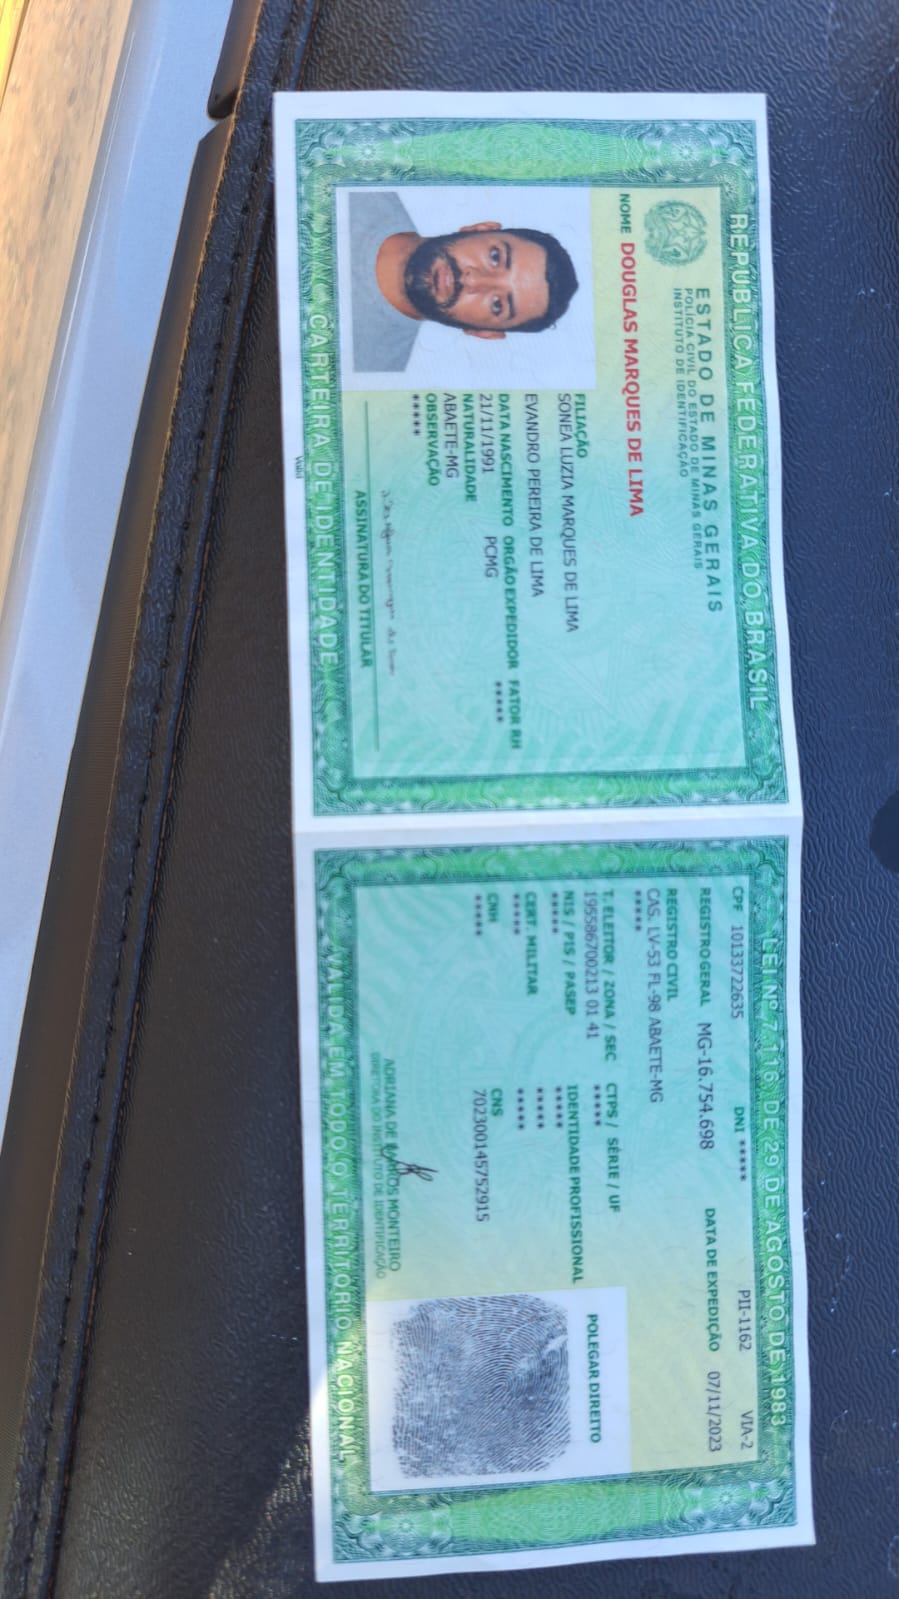 REPÚBLICA FEDERATIVA DO BRASIL
ESTADO DE MINAS GERAIS
POLÍCIA CIVIL DO ESTADO DE MINAS GERAIS
INSTITUTO DE IDENTIFICAÇÃO
NOME DOUGLAS MARQUES DE LIMA
FILIAÇÃO
SONEA LUZIA MARQUES DE LIMA
EVANDRO PEREIRA DE LIMA
DATA NASCIMENTO ORGÃO EXPEDIDOR FATOR RH
21/11/1991 PCMG *****
NATURALIDADE
ABAETE-MG
OBSERVAÇÃO
*****
ASSINATURA DO TITULAR
CARTEIRA DE IDENTIDADE
LEI Nº 7.116 DE 29 DE AGOSTO DE 1983
CPF 10133722635 DNI ***** PII-1162 VIA-2
REGISTRO GERAL MG-16.754.698 DATA DE EXPEDIÇÃO 07/11/2023
REGISTRO CIVIL
CAS. LV-53 FL-98 ABAETE-MG
*****
T. ELEITOR / ZONA / SEC CTPS / SÉRIE / UF
195586700213 01 41 *****
NIS / PIS / PASEP IDENTIDADE PROFISSIONAL
***** *****
CERT. MILITAR *****
***** *****
CNH CNS
***** 702300145752915
POLEGAR DIREITO
ADRIANA DE BARROS MONTEIRO
DIRETORA DO INSTITUTO DE IDENTIFICAÇÃO
VÁLIDA EM TODO O TERRITÓRIO NACIONAL